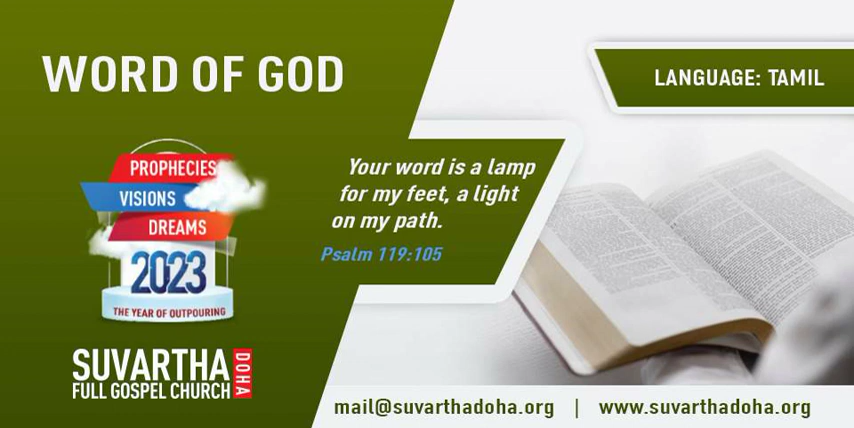 WORD OF GOD
LANGUAGE: TAMIL
PROPHECIES
VISIONS
DREAMS
2023
THE YEAR OF OUTPOURING
Your word is a lamp
for my feet, a light
on my path.
Psalm 119:105
SUVARTHA
FULL GOSPEL CHURCH
DOHA
mail@suvarthadoha.org | www.suvarthadoha.org